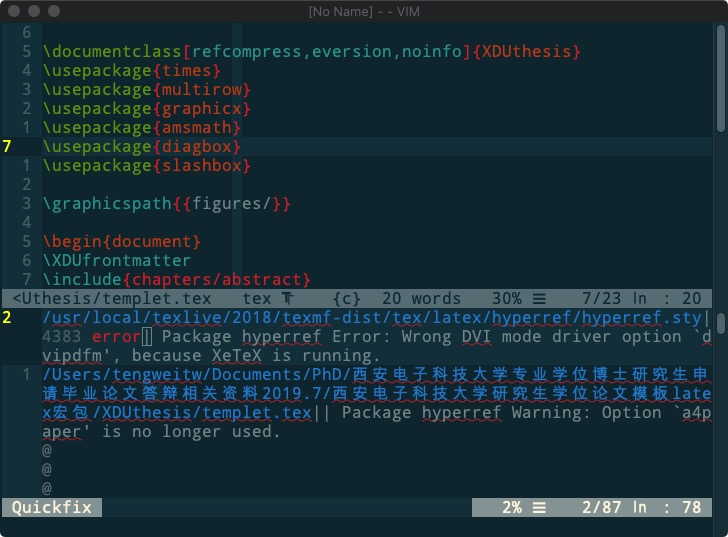 [No Name] - - VIM
6
5 \documentclass[refcompress,eversion,noinfo]{XDUthesis}
4 \usepackage{times}
3 \usepackage{multirow}
2 \usepackage{graphicx}
1 \usepackage{amsmath}
7 \usepackage{diagbox}
1 \usepackage{slashbox}
2
3 \graphicspath{{figures/}}
4
5 \begin{document}
6 \XDUfrontmatter
7 \include{chapters/abstract}
<Uthesis/templet.tex tex {c} 20 words 30% ☰ 7/23 ln : 20
2 /usr/local/texlive/2018/texmf-dist/tex/latex/hyperref/hyperref.sty|
4383 error| Package hyperref Error: Wrong DVI mode driver option `d
vipdfm', because XeTeX is running.
1 /Users/tengweitw/Documents/PhD/西安电子科技大学专业学位博士研究生申
请毕业论文答辩相关资料2019.7/西安电子科技大学研究生学位论文模板late
x宏包/XDUthesis/templet.tex|| Package hyperref Warning: Option `a4p
aper' is no longer used.
@
@
@
Quickfix 2% ☰ 2/87 ln : 78